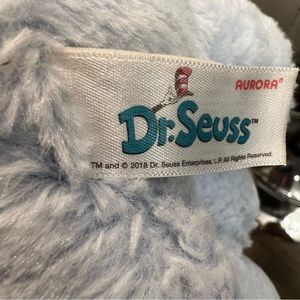 AURORA®
Dr. Seuss™
TM and © 2018 Dr. Seuss Enterprises, L.P. All Rights Reserved.